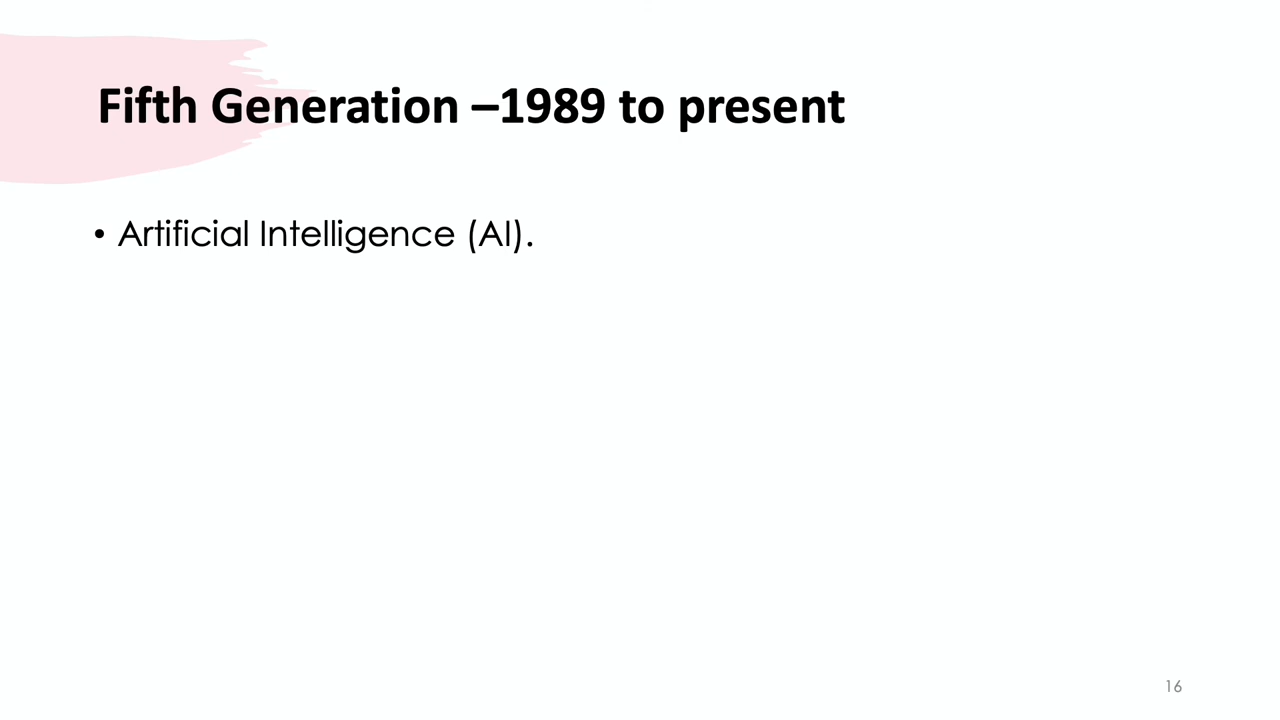 Fifth Generation –1989 to present
• Artificial Intelligence (AI).
16